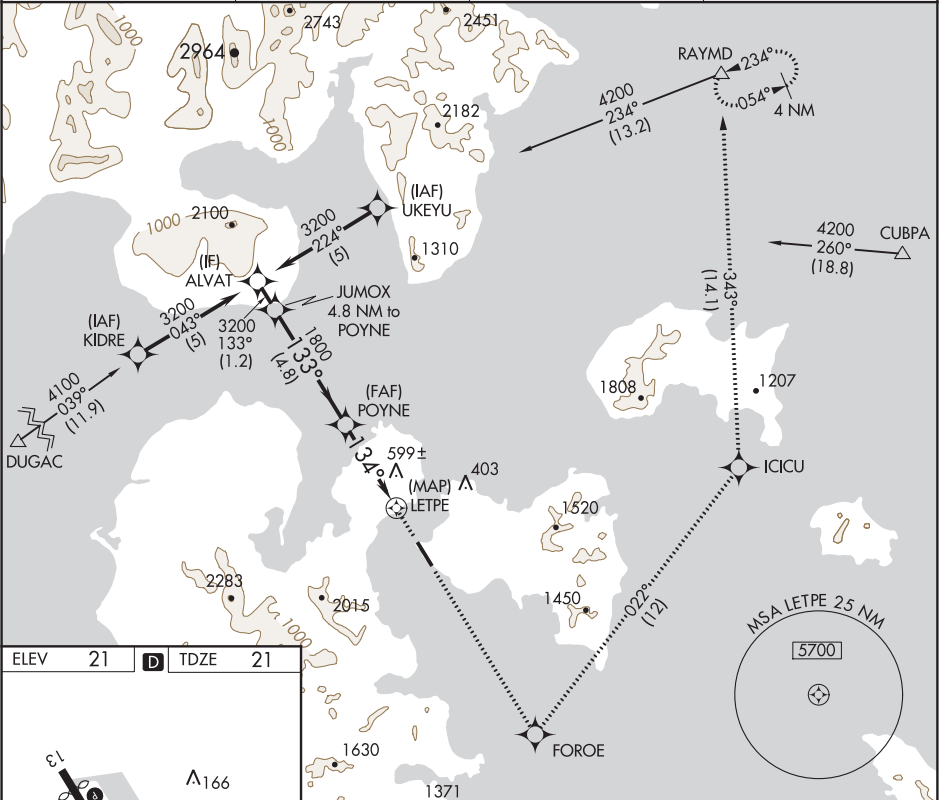 1000
2743
2451
2964
1000
2182
RAYMD
234°
054°
4 NM
4200
234°
(13.2)
(IAF)
UKEYU
1000
2100
3200
224°
(5)
1310
4200
260°
(18.8)
CUBPA
(IF)
ALVAT
JUMOX
4.8 NM to
POYNE
343°
(14.1)
(IAF)
KIDRE
3200
043°
(5)
3200
133°
(1.2)
1800
133°
(4.8)
4100
039°
(11.9)
DUGAC
1808
1207
(FAF)
POYNE
134°
599±
403
(MAP)
LETPE
ICICU
1520
2283
2015
1000
1450
022°
(12)
MSA LETPE 25 NM
5700
ELEV 21
D
TDZE 21
FOROE
1630
13
P
166
1371